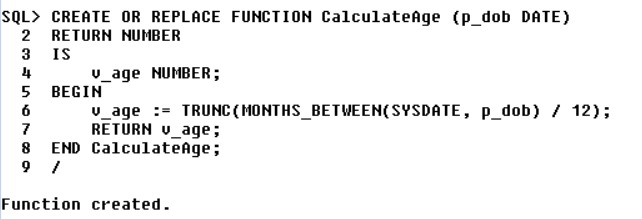 SQL> CREATE OR REPLACE FUNCTION CalculateAge (p_dob DATE)
  2  RETURN NUMBER
  3  IS
  4      v_age NUMBER;
  5  BEGIN
  6      v_age := TRUNC(MONTHS_BETWEEN(SYSDATE, p_dob) / 12);
  7      RETURN v_age;
  8  END CalculateAge;
  9  /
Function created.